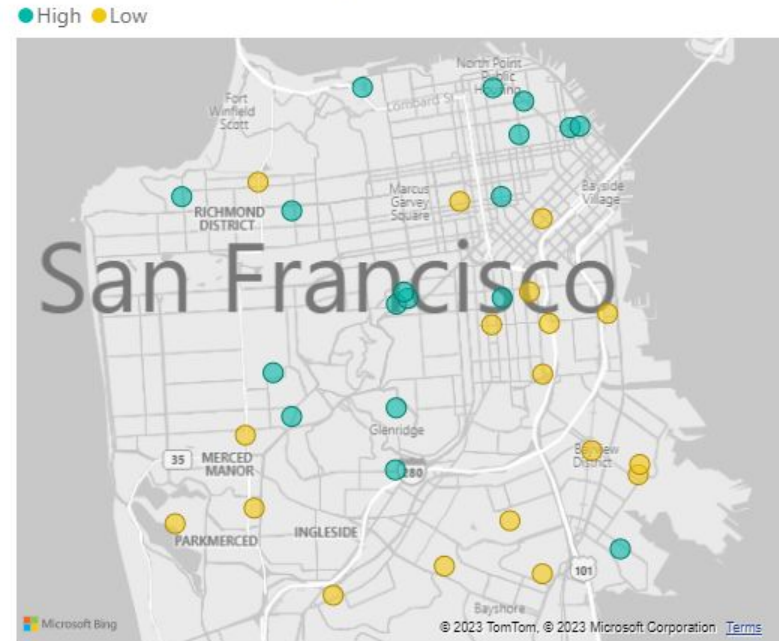 High Low
North Point
Public
Housing
Fort
Winfield
Scott
Lombard St
Marcus
Garvey
Square
Bayside
Village
RICHMOND
DISTRICT
San Francisco
Glenridge
35
MERCED
MANOR
280
Bayview
District
INGLESIDE
PARKMERCED
101
Bayshore
Microsoft Bing
© 2023 TomTom, © 2023 Microsoft Corporation Terms